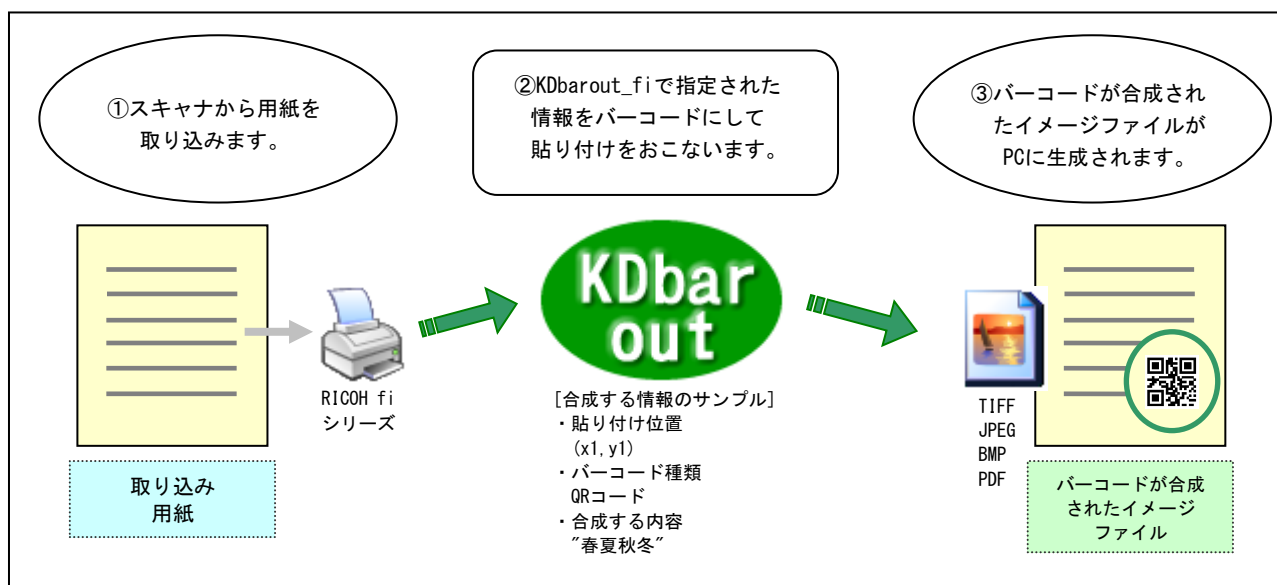 ①スキャナから用紙を
取り込みます。
②KDbarout_fiで指定された
情報をバーコードにして
貼り付けをおこないます。
③バーコードが合成され
たイメージファイルが
PCに生成されます。
RICOH fi
シリーズ
取り込み
用紙
KDbar
out
[合成する情報のサンプル]
・貼り付け位置
(x1,y1)
・バーコード種類
QRコード
・合成する内容
"春夏秋冬"
TIFF
JPEG
BMP
PDF
バーコードが合成
されたイメージ
ファイル